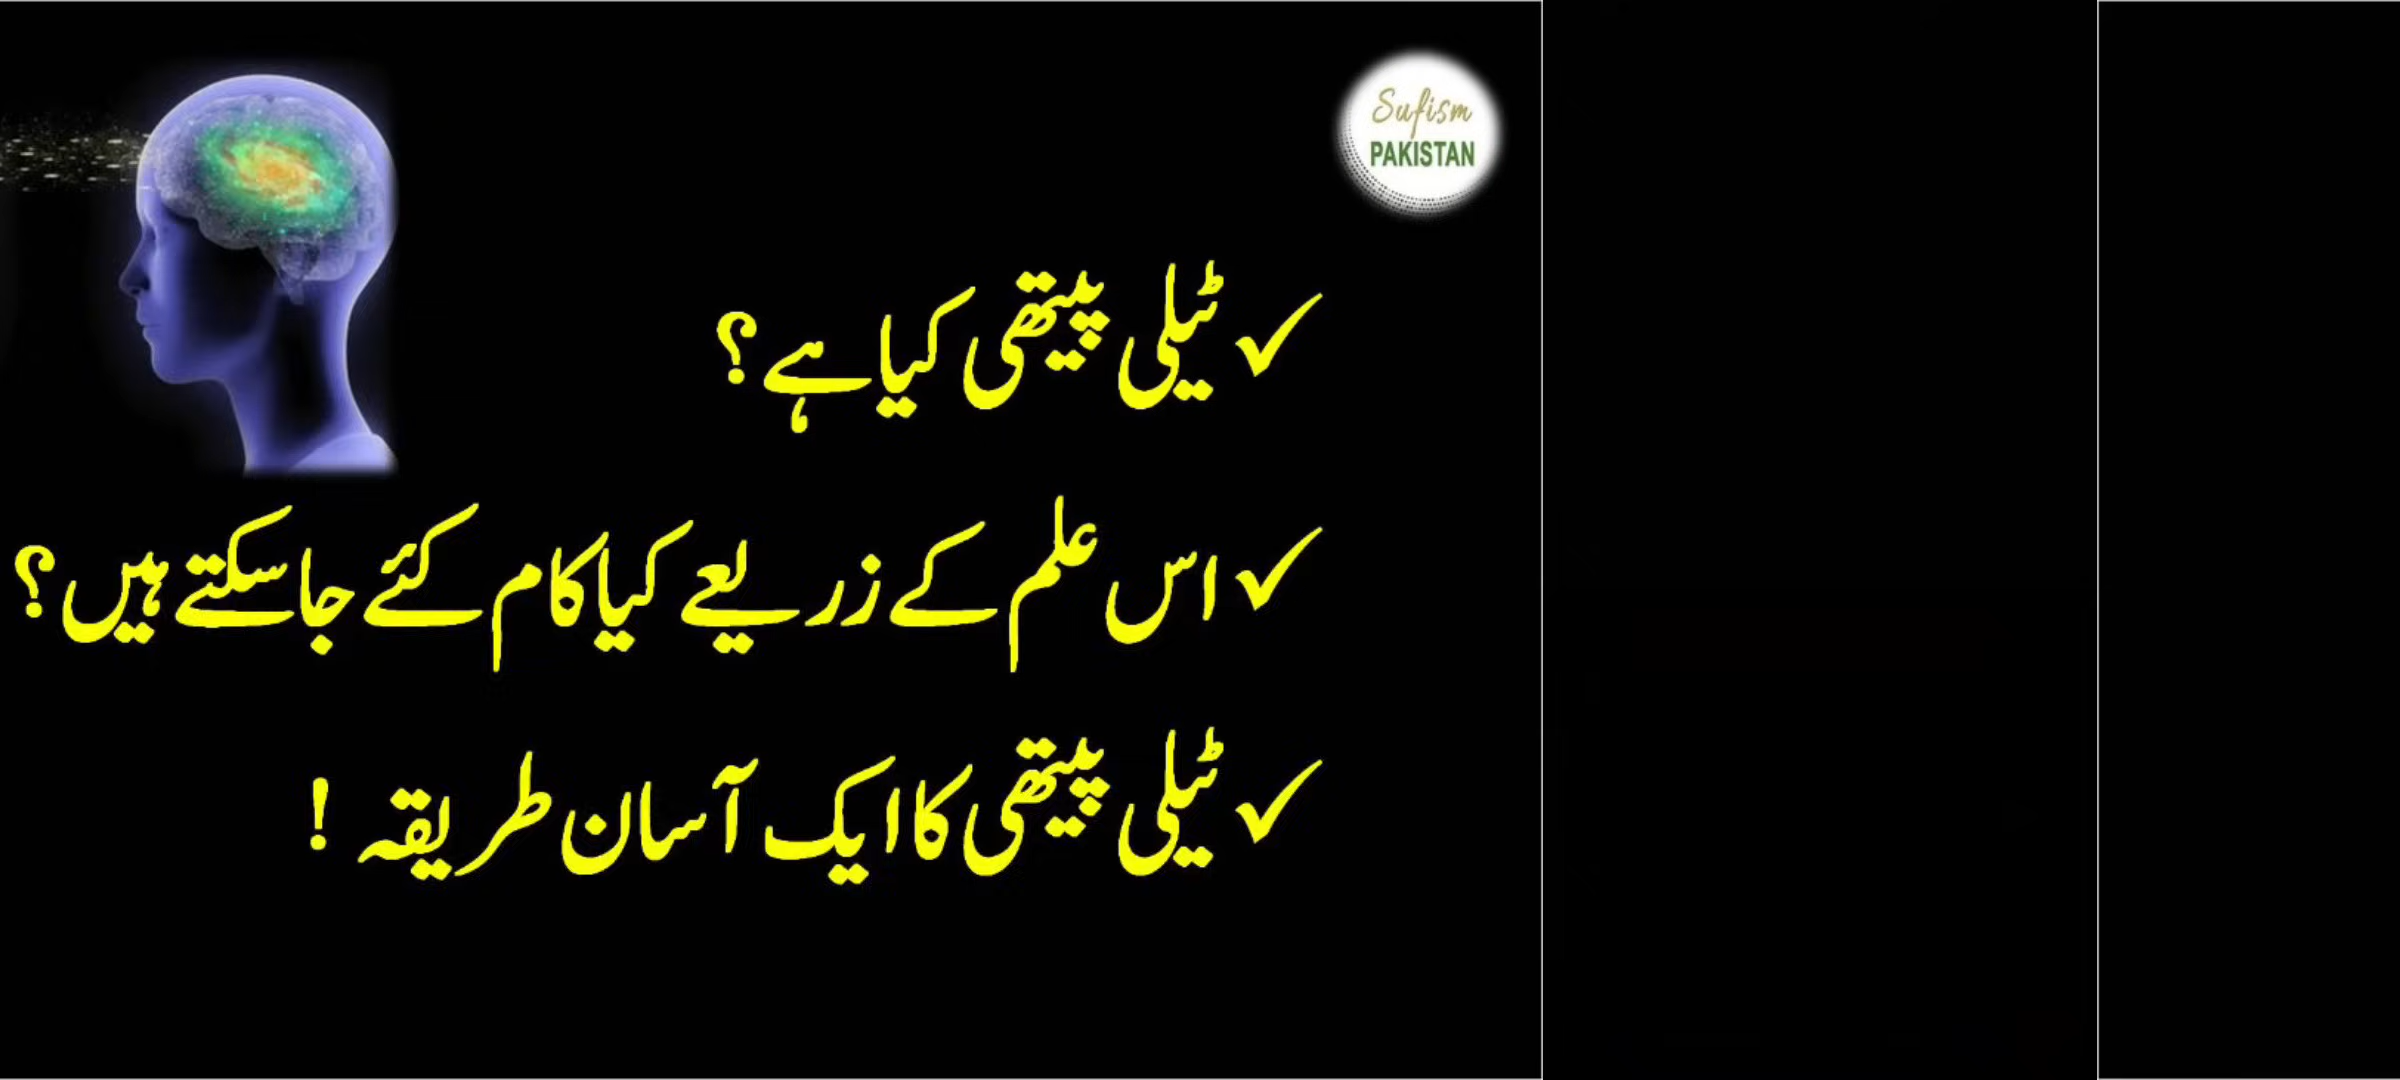 Sufism
PAKISTAN
✓ ٹیلی پیتھی کیا ہے؟
✓ اس علم کے زریعے کیا کام کئے جاسکتے ہیں؟
✓ ٹیلی پیتھی کا ایک آسان طریقہ !